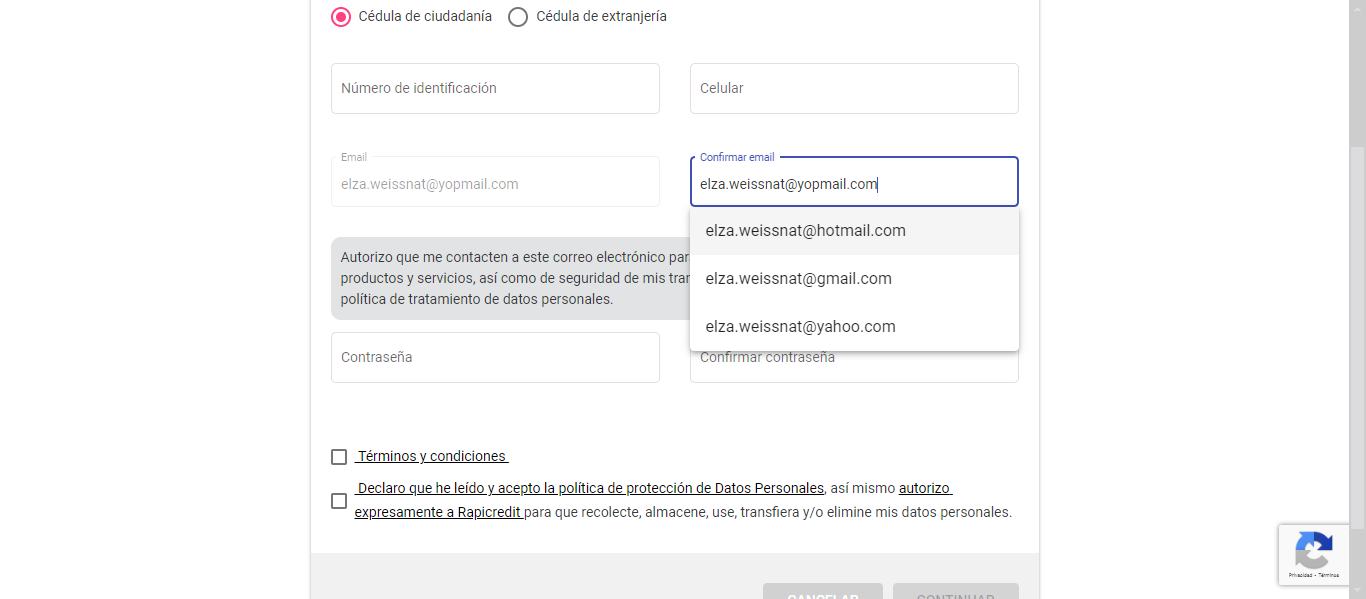 Cédula de ciudadanía
Cédula de extranjería
Número de identificación
Celular
Email
Confirmar email
elza.weissnat@yopmail.com
elza.weissnat@yopmail.com
elza.weissnat@hotmail.com
elza.weissnat@gmail.com
elza.weissnat@yahoo.com
Autorizo que me contacten a este correo electrónico par
productos y servicios, así como de seguridad de mis tra
política de tratamiento de datos personales.
Contraseña
Confirmar contraseña
Términos y condiciones
Declaro que he leído y acepto la política de protección de Datos Personales, así mismo autorizo
expresamente a Rapicredit para que recolecte, almacene, use, transfiera y/o elimine mis datos personales.
Privacidad - Términos
CANCELAR
CONTINUAR